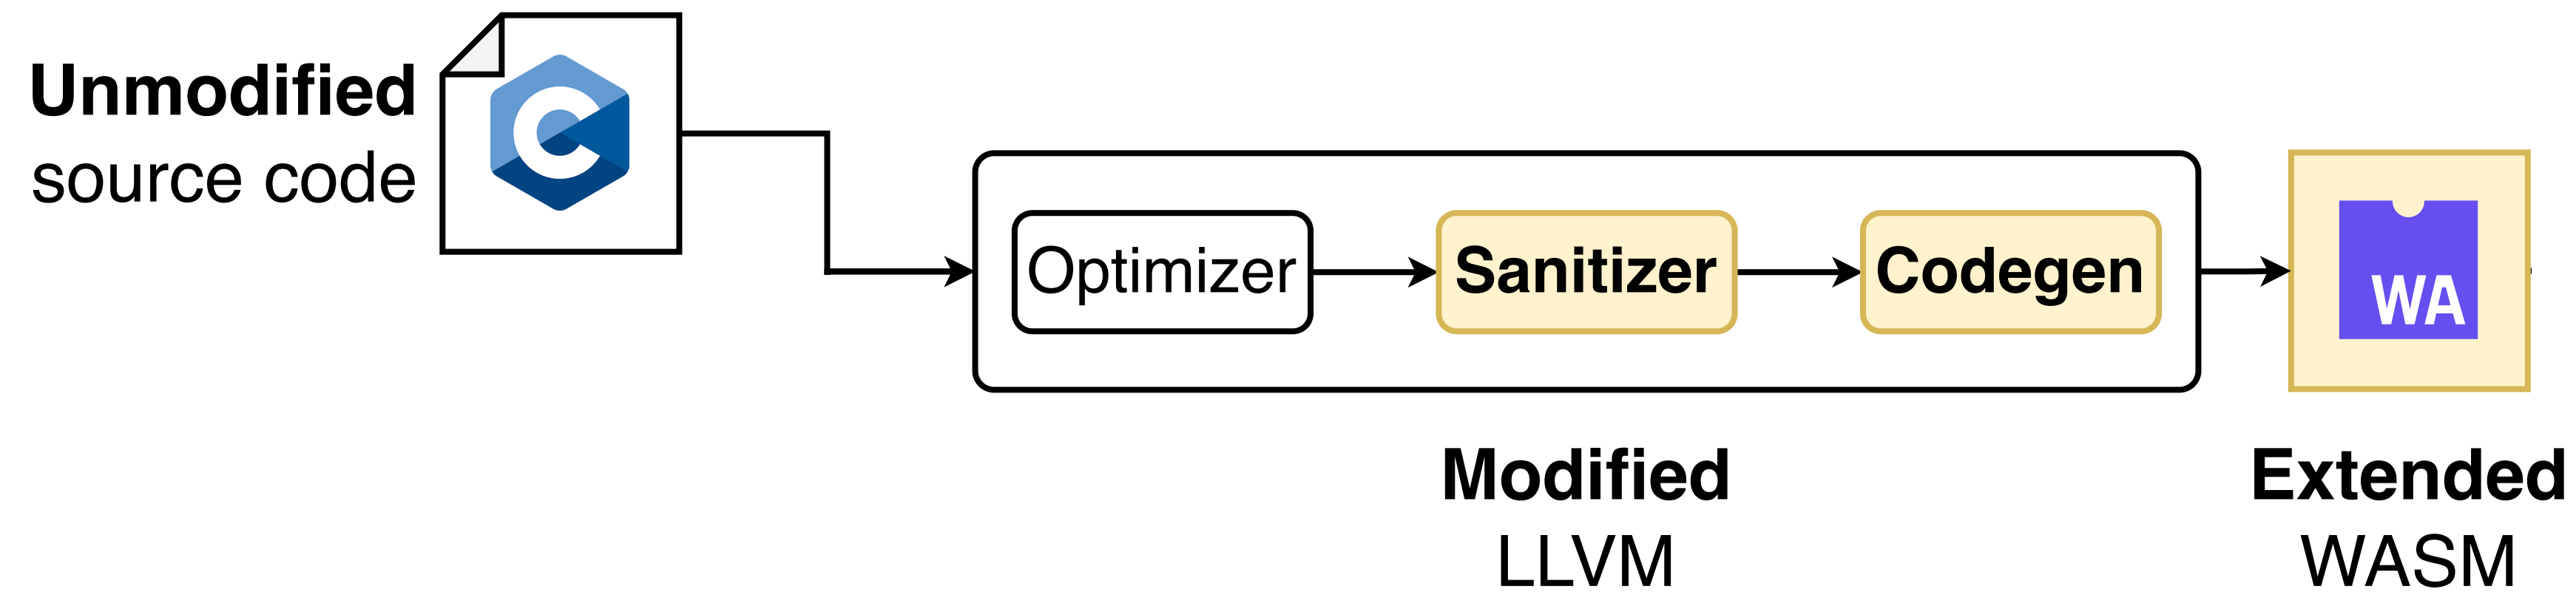 Unmodified
source code
C
Optimizer
Sanitizer
Codegen
WA
Modified
LLVM
Extended
WASM